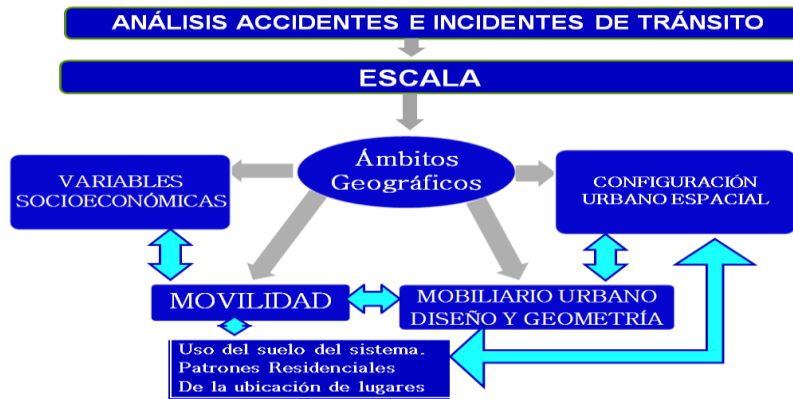 ANÁLISIS ACCIDENTES E INCIDENTES DE TRÁNSITO
ESCALA
Ámbitos
Geográficos
VARIABLES
SOCIOECONÓMICAS
CONFIGURACIÓN
URBANO ESPACIAL
MOVILIDAD
MOBILIARIO URBANO
DISEÑO Y GEOMETRÍA
Uso del suelo del sistema.
Patrones Residenciales
De la ubicación de lugares